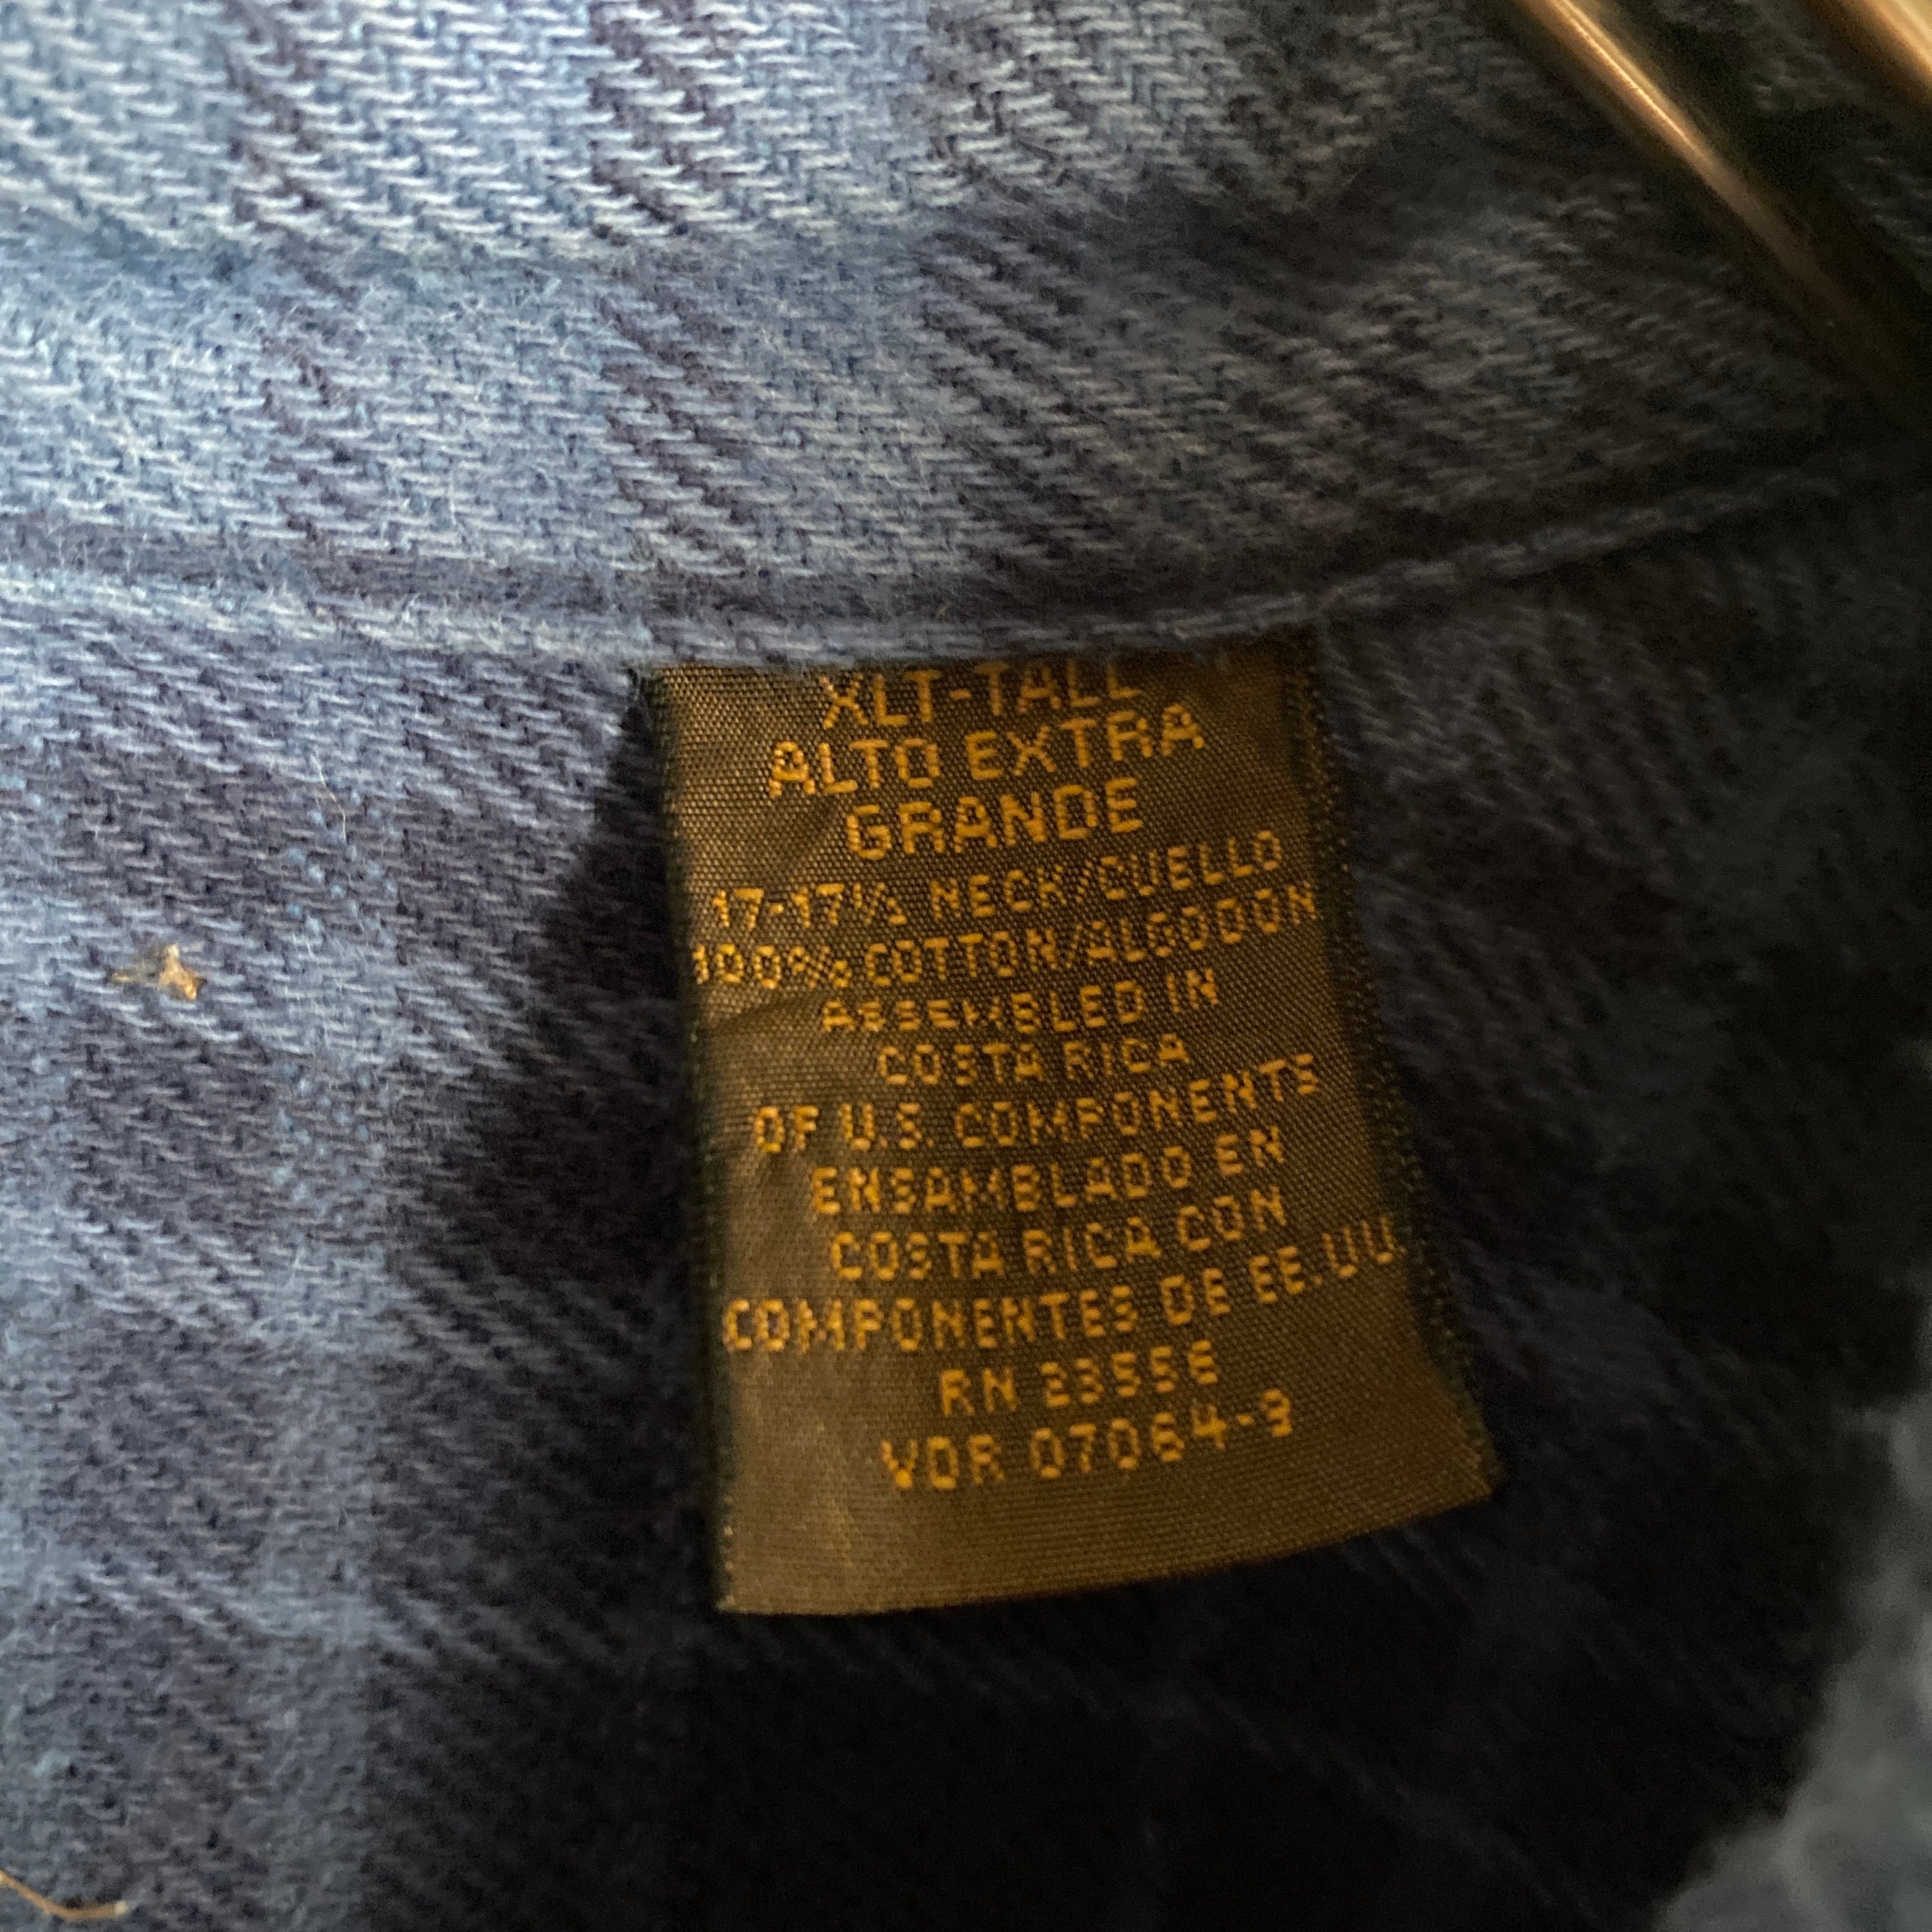 XLT-TALL
ALTO EXTRA
GRANDE
17-17½ NECK/CUELLO
100% COTTON/ALGODON
ASSEMBLED IN
COSTA RICA
OF U.S. COMPONENTS
ENSAMBLADO EN
COSTA RICA CON
COMPONENTES DE EE.UU.
RN 23556
VDR 07064-9